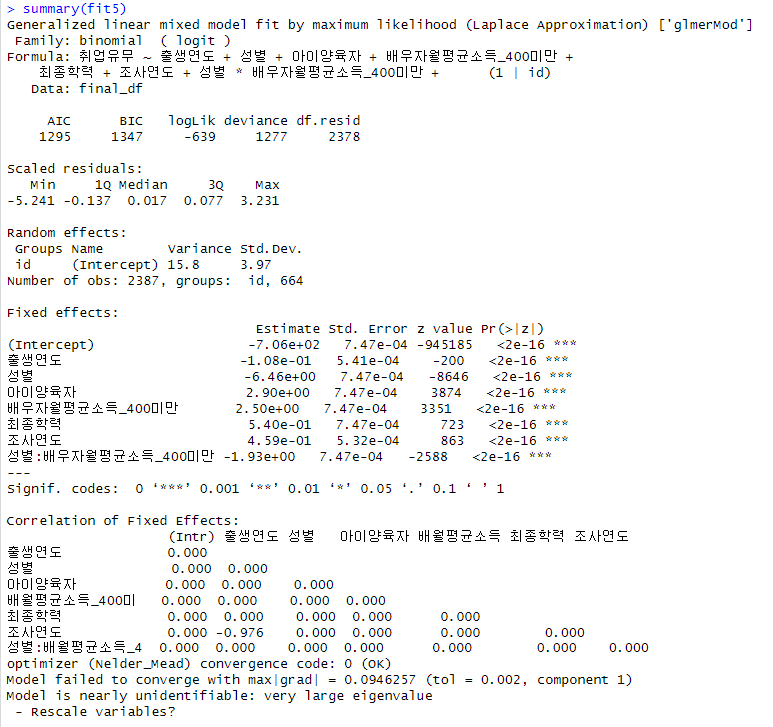 > summary(fit5)
Generalized linear mixed model fit by maximum likelihood (Laplace Approximation) ['glmerMod']
Family: binomial ( logit )
Formula: 취업유무 ~ 출생연도 + 성별 + 아이양육자 + 배우자월평균소득_400미만 +
최종학력 + 조사연도 + 성별 * 배우자월평균소득_400미만 + (1 | id)
Data: final_df
AIC BIC logLik deviance df.resid
1295 1347 -639 1277 2378
Scaled residuals:
Min 1Q Median 3Q Max
-5.241 -0.137 0.017 0.077 3.231
Random effects:
Groups Name Variance Std.Dev.
id (Intercept) 15.8 3.97
Number of obs: 2387, groups: id, 664
Fixed effects:
Estimate Std. Error z value Pr(>|z|)
(Intercept) -7.06e+02 7.47e-04 -945185 <2e-16 ***
출생연도 -1.08e-01 5.41e-04 -200 <2e-16 ***
성별 -6.46e+00 7.47e-04 -8646 <2e-16 ***
아이양육자 2.90e+00 7.47e-04 3874 <2e-16 ***
배우자월평균소득_400미만 2.50e+00 7.47e-04 3351 <2e-16 ***
최종학력 5.40e-01 7.47e-04 723 <2e-16 ***
조사연도 4.59e-01 5.32e-04 863 <2e-16 ***
성별:배우자월평균소득_400미만 -1.93e+00 7.47e-04 -2588 <2e-16 ***
---
Signif. codes: 0 ‘***’ 0.001 ‘**’ 0.01 ‘*’ 0.05 ‘.’ 0.1 ‘ ’ 1
Correlation of Fixed Effects:
(Intr) 출생연도 성별 아이양육자 배월평균소득 최종학력 조사연도
출생연도 0.000
성별 0.000 0.000
아이양육자 0.000 0.000 0.000
배월평균소득_400미 0.000 0.000 0.000 0.000
최종학력 0.000 0.000 0.000 0.000 0.000
조사연도 0.000 -0.976 0.000 0.000 0.000 0.000
성별:배월평균소득_4 0.000 0.000 0.000 0.000 0.000 0.000 0.000
optimizer (Nelder_Mead) convergence code: 0 (OK)
Model failed to converge with max|grad| = 0.0946257 (tol = 0.002, component 1)
Model is nearly unidentifiable: very large eigenvalue
- Rescale variables?